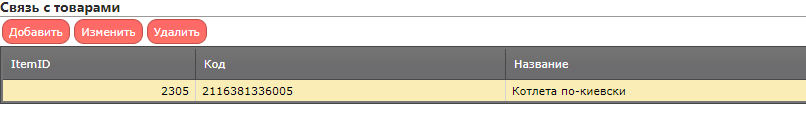 Связь с товарами
Добавить Изменить Удалить
ItemID Код Название
2305 2116381336005 Котлета по-киевски